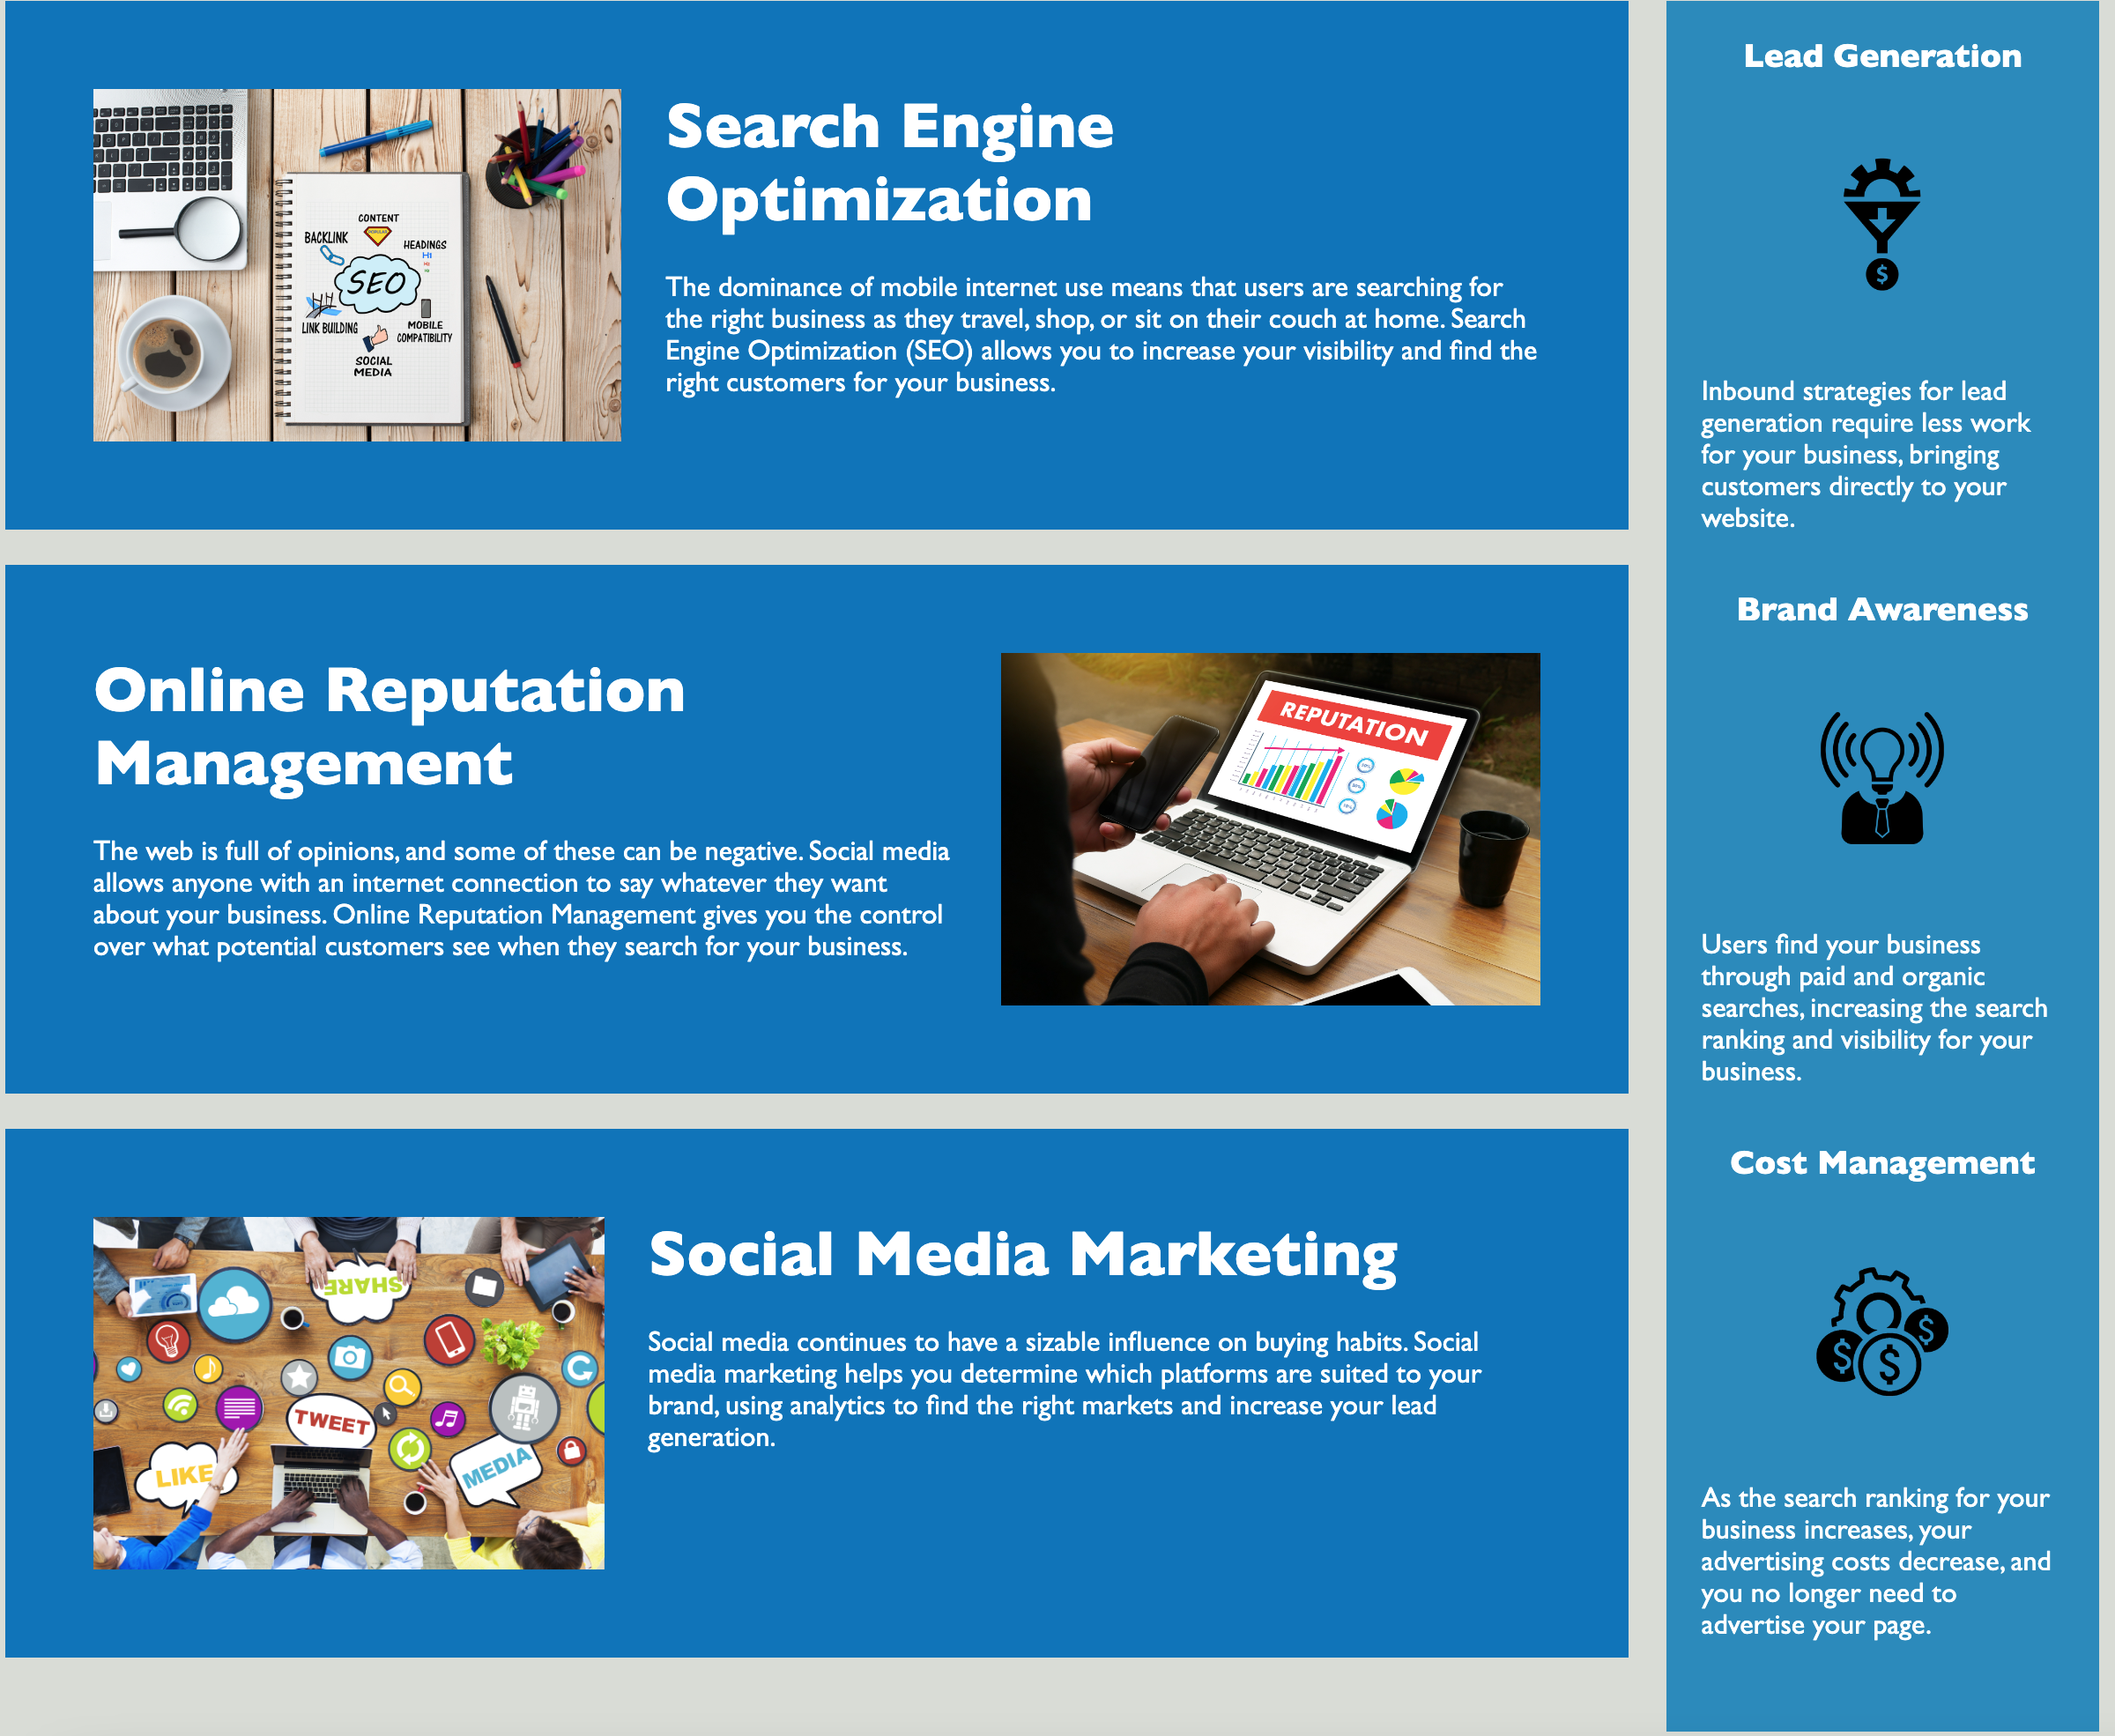 Search Engine
Optimization
The dominance of mobile internet use means that users are searching for
the right business as they travel, shop, or sit on their couch at home. Search
Engine Optimization (SEO) allows you to increase your visibility and find the
right customers for your business.
CONTENT
BACKLINK
HEADINGS
H1
SEO
LINK BUILDING
MOBILE
COMPATIBILITY
SOCIAL
MEDIA
Online Reputation
Management
The web is full of opinions, and some of these can be negative. Social media
allows anyone with an internet connection to say whatever they want
about your business. Online Reputation Management gives you the control
over what potential customers see when they search for your business.
REPUTATION
Social Media Marketing
Social media continues to have a sizable influence on buying habits. Social
media marketing helps you determine which platforms are suited to your
brand, using analytics to find the right markets and increase your lead
generation.
SHARE
TWEET
LIKE
MEDIA
Lead Generation
$
Inbound strategies for lead
generation require less work
for your business, bringing
customers directly to your
website.
Brand Awareness
Users find your business
through paid and organic
searches, increasing the search
ranking and visibility for your
business.
Cost Management
$ $ $
As the search ranking for your
business increases, your
advertising costs decrease, and
you no longer need to
advertise your page.